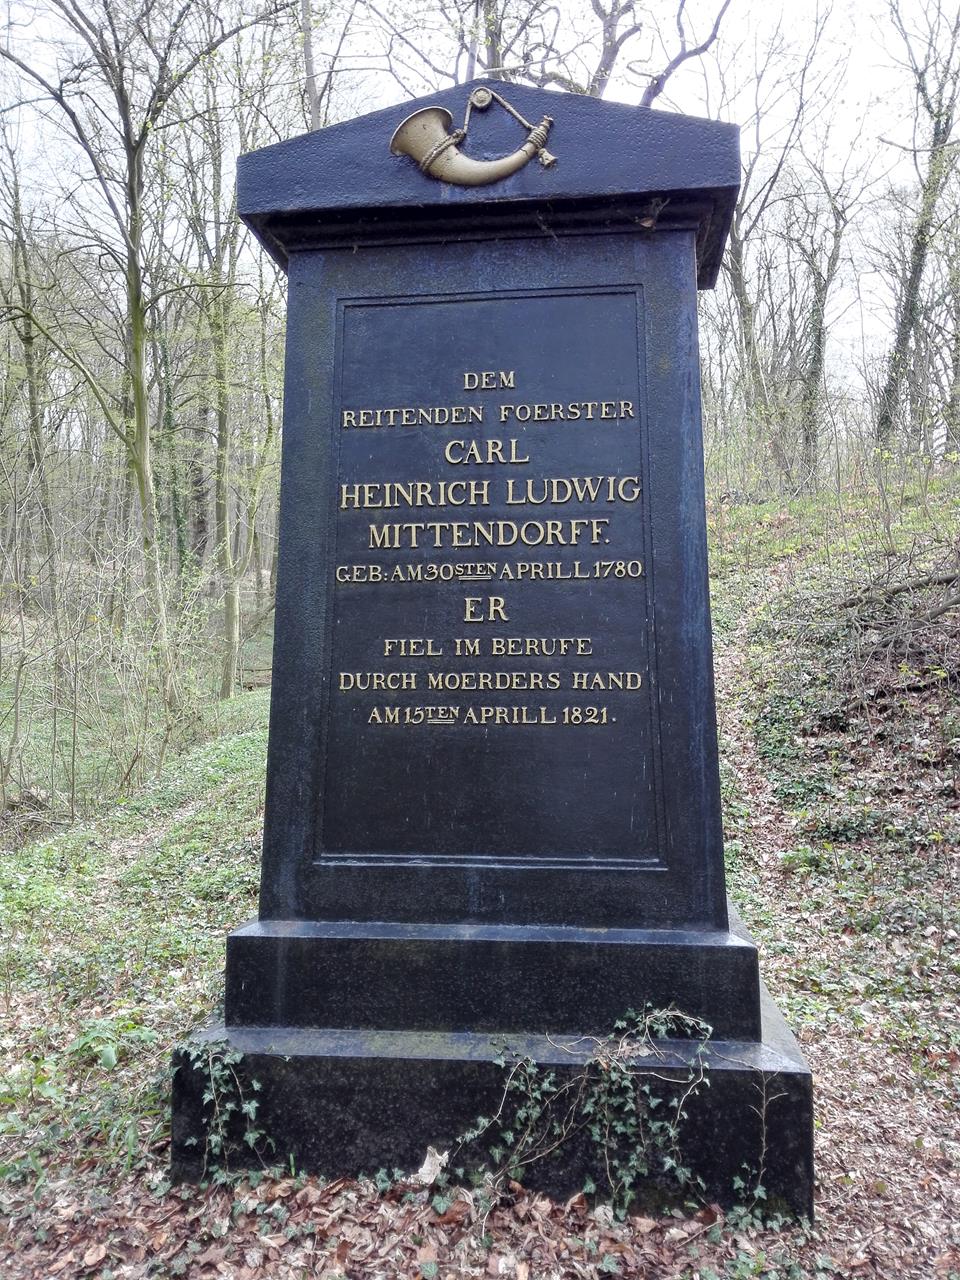 DEM
REITENDEN FOERSTER
CARL
HEINRICH LUDWIG
MITTENDORFF.
GEB: AM 30STEN APRILL 1780.
ER
FIEL IM BERUFE
DURCH MOERDERS HAND
AM 15TEN APRILL 1821.